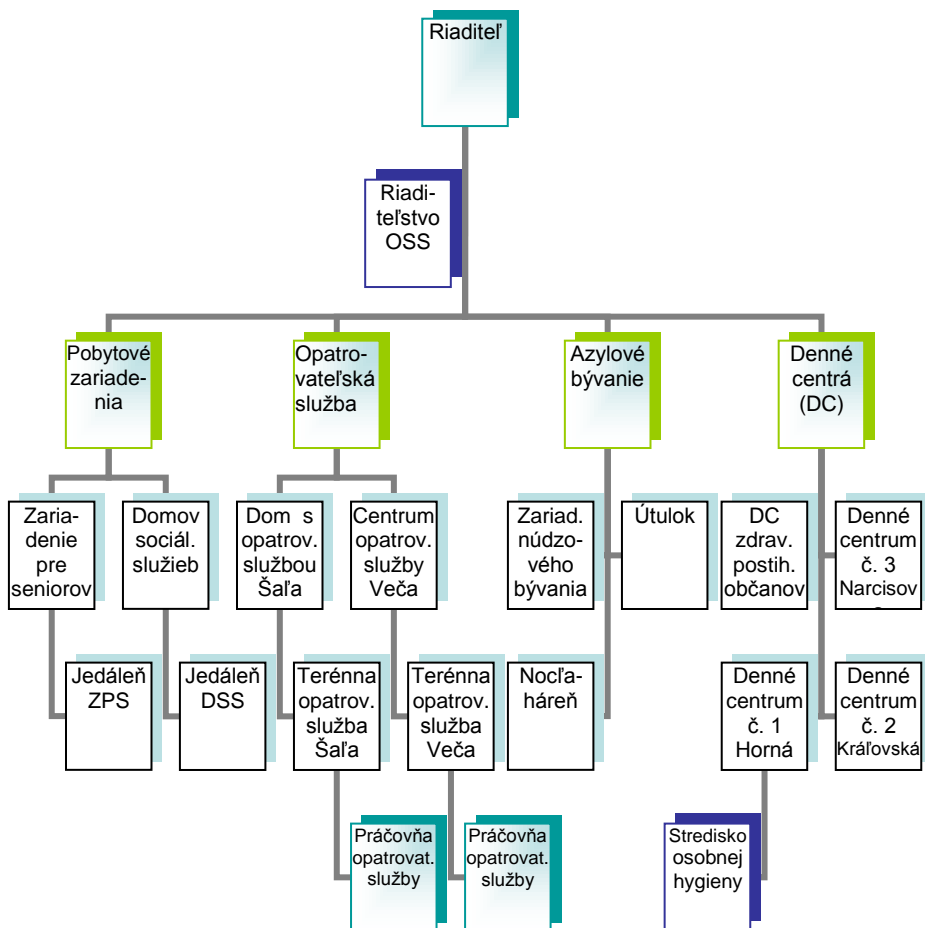 Riaditeľ
Riadi-
teľstvo
OSS
Pobytové
zariade-
nia
Opatro-
vateľská
služba
Azylové
bývanie
Denné
centrá
(DC)
Zaria-
denie
pre
seniorov
Domov
sociál.
služieb
Dom s
opatrov.
službou
Šaľa
Centrum
opatrov.
služby
Veča
Zariad.
núdzo-
vého
bývania
Útulok
DC
zdrav.
postih.
občanov
Denné
centrum
č. 3
Narcisov
Jedáleň
ZPS
Jedáleň
DSS
Terénna
opatrov.
služba
Šaľa
Terénna
opatrov.
služba
Veča
Nocľa-
háreň
Denné
centrum
č. 1
Horná
Denné
centrum
č. 2
Kráľovská
Práčovňa
opatrovat.
služby
Práčovňa
opatrovat.
služby
Stredisko
osobnej
hygieny